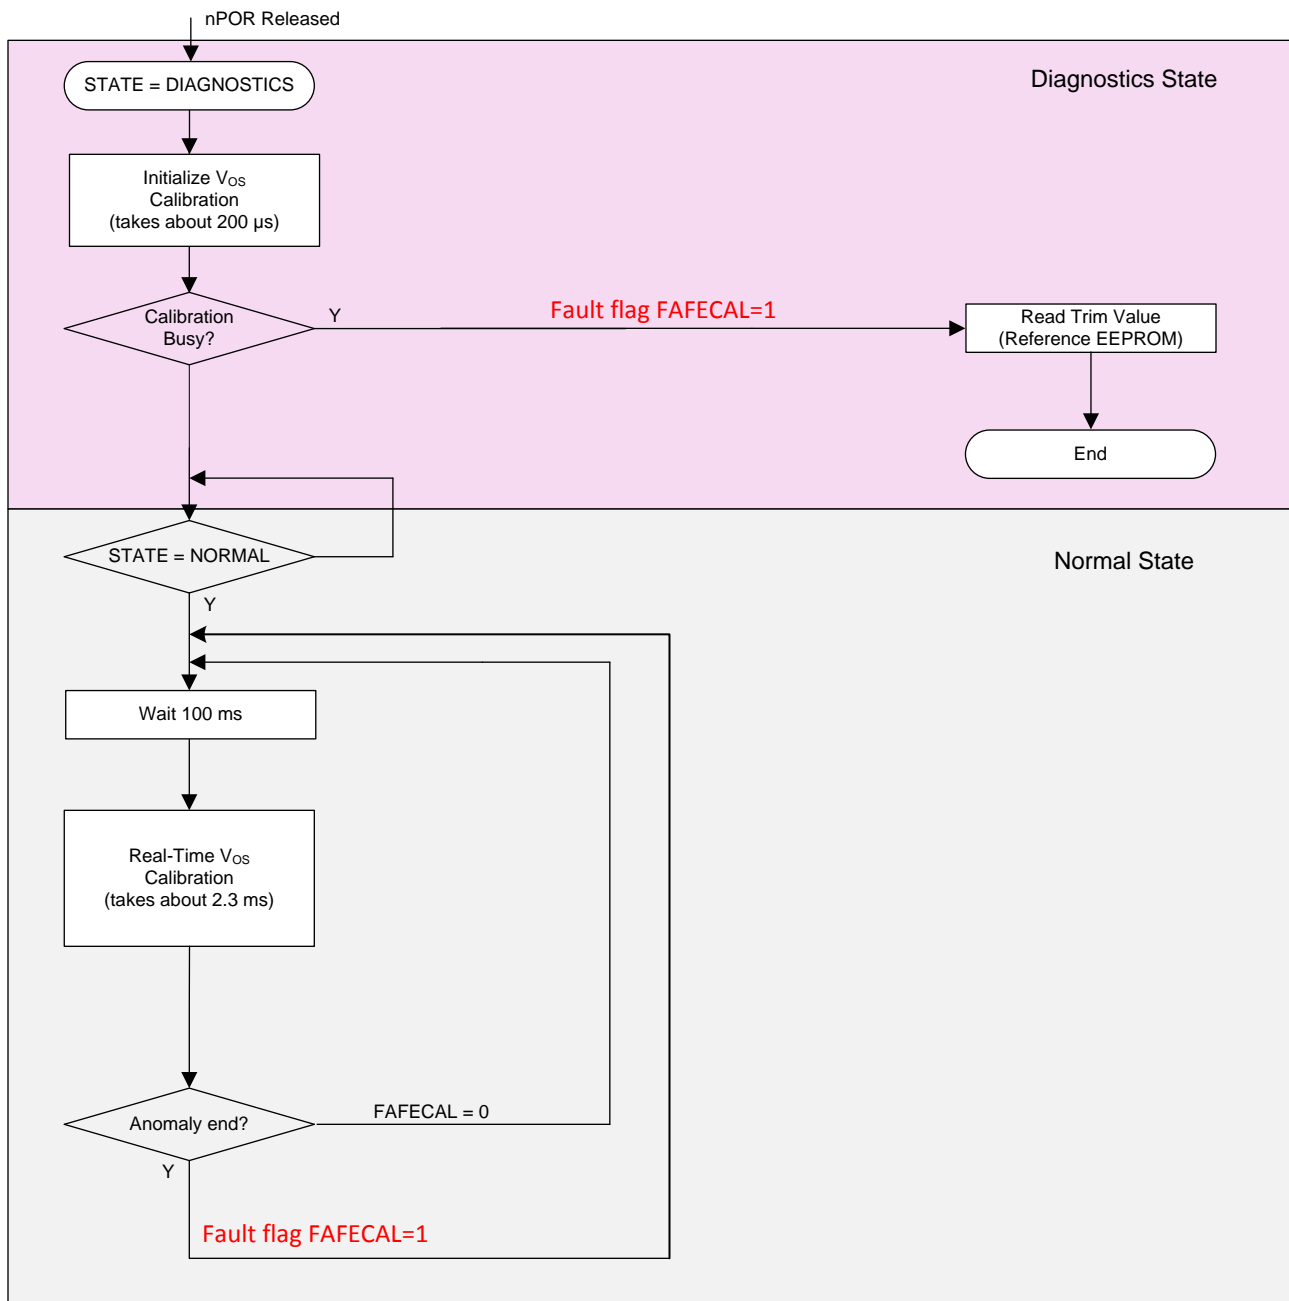 nPOR Released
STATE = DIAGNOSTICS
Diagnostics State
Initialize VOS
Calibration
(takes about 200 µs)
Calibration
Busy?
Y
Fault flag FAFECAL=1
Read Trim Value
(Reference EEPROM)
End
STATE = NORMAL
Normal State
Y
Wait 100 ms
Real-Time VOS
Calibration
(takes about 2.3 ms)
Anomaly end?
FAFECAL = 0
Y
Fault flag FAFECAL=1